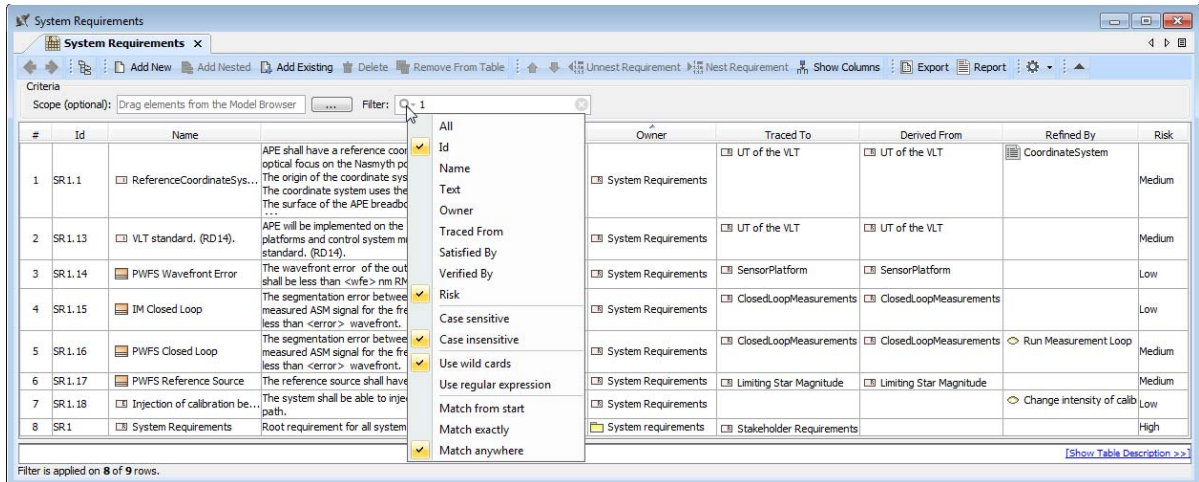 System Requirements
System Requirements X
Add New Add Nested Add Existing Delete Remove From Table Unnest Requirement Nest Requirement Show Columns Export Report
Criteria
Scope (optional): Drag elements from the Model Browser ... Filter: 1
# Id Name Owner Traced To Derived From Refined By Risk
1 SR1.1 ReferenceCoordinateSys... System Requirements UT of the VLT UT of the VLT CoordinateSystem Medium
APE shall have a reference coor
optical focus on the Nasmyth po
The origin of the coordinate sys
The coordinate system uses the
The surface of the APE breadbo
...
2 SR1.13 VLT standard. (RD14). System Requirements UT of the VLT UT of the VLT Medium
APE will be implemented on the
platforms and control system m
standard. (RD14).
3 SR1.14 PWFS Wavefront Error System Requirements SensorPlatform SensorPlatform Low
The wavefront error of the out
shall be less than <wfe> nm RM
4 SR1.15 IM Closed Loop System Requirements ClosedLoopMeasurements ClosedLoopMeasurements Low
The segmentation error betwee
measured ASM signal for the fre
less than <error> wavefront.
5 SR1.16 PWFS Closed Loop System Requirements ClosedLoopMeasurements ClosedLoopMeasurements Run Measurement Loop Medium
The segmentation error betwee
measured ASM signal for the fre
less than <error> wavefront.
6 SR1.17 PWFS Reference Source The reference source shall have System Requirements Limiting Star Magnitude Limiting Star Magnitude Medium
7 SR1.18 Injection of calibration be... System Requirements Change intensity of calib Low
The system shall be able to inje
path.
8 SR1 System Requirements Root requirement for all system System requirements Stakeholder Requirements High
All
Id
Name
Text
Owner
Traced From
Satisfied By
Verified By
Risk
Case sensitive
Case insensitive
Use wild cards
Use regular expression
Match from start
Match exactly
Match anywhere
[Show Table Description >>]
Filter is applied on 8 of 9 rows.